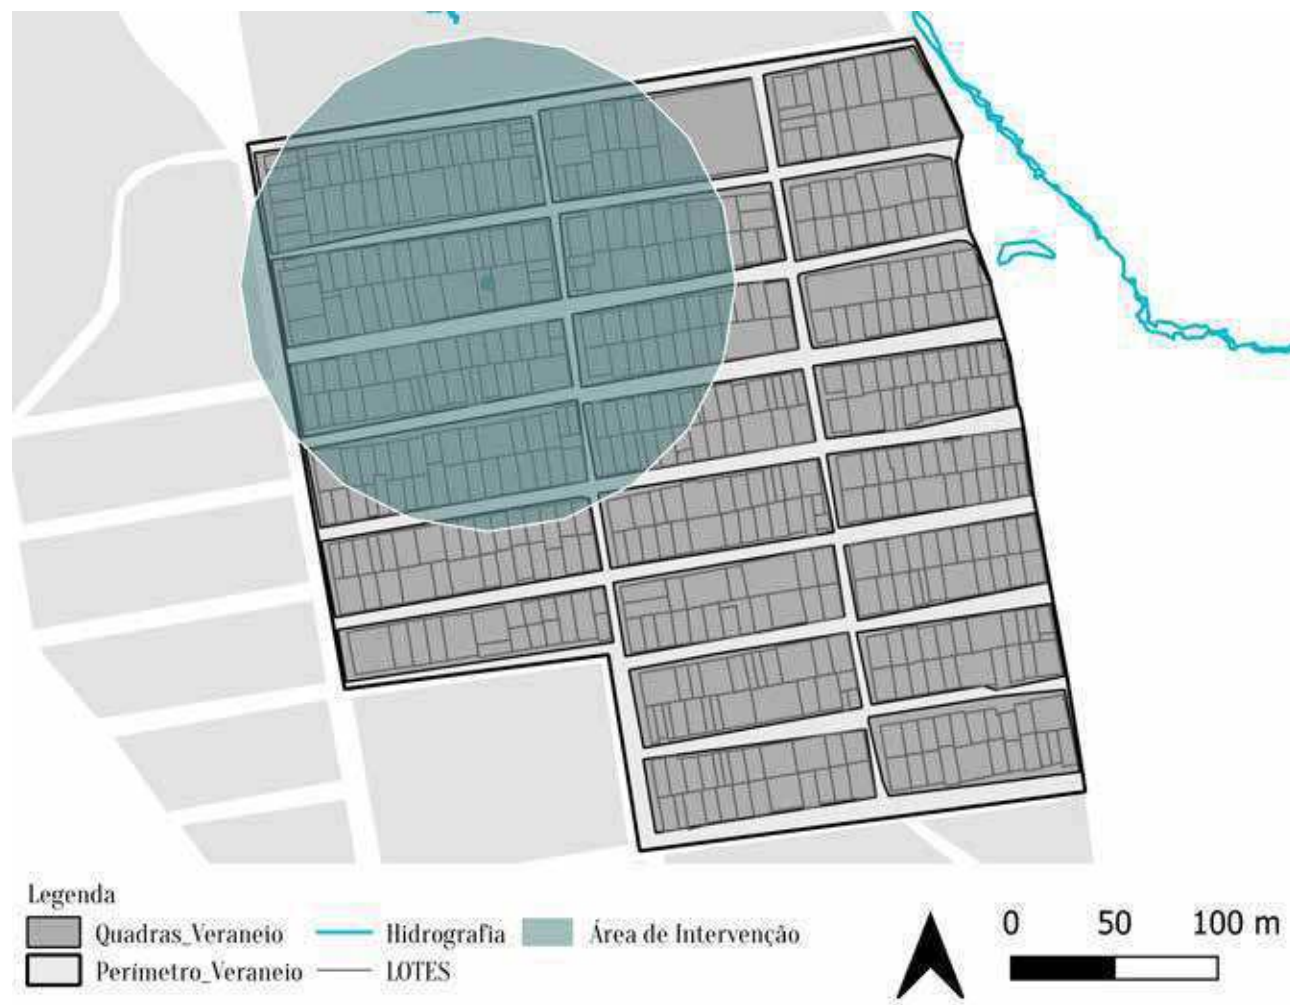 Legenda
Quadras_Veraneio Hidrografia Área de Intervenção
Perímetro_Veraneio LOTES
0 50 100 m